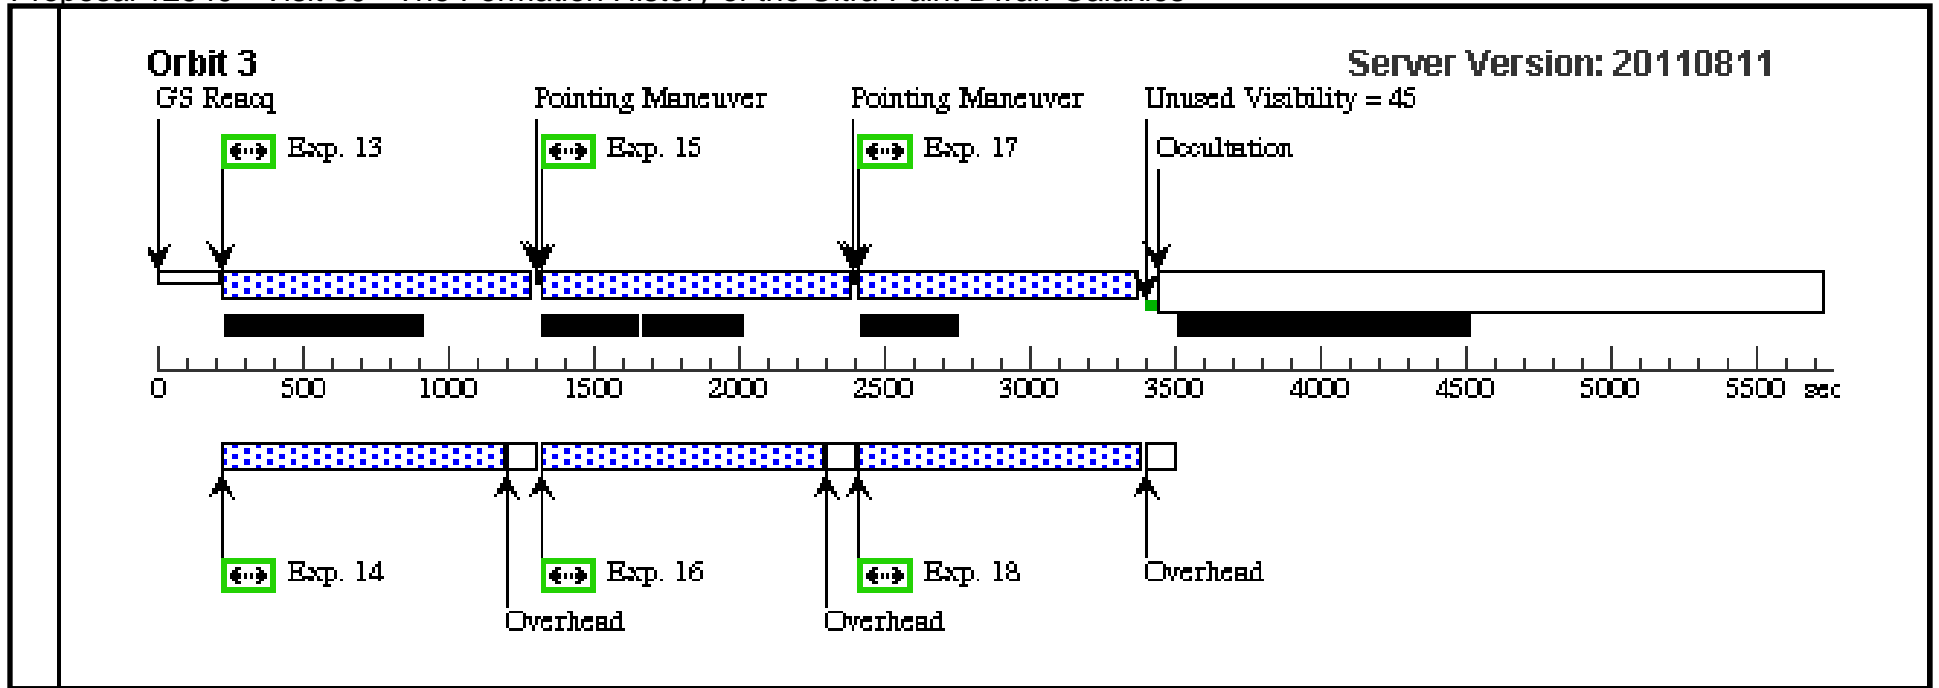 Orbit 3
Server Version: 20110811
GS Reacq Pointing Maneuver Pointing Maneuver Unused Visibility = 45
Exp. 13 Exp. 15 Exp. 17 Occultation
0 500 1000 1500 2000 2500 3000 3500 4000 4500 5000 5500 sec
Exp. 14 Exp. 16 Exp. 18 Overhead
Overhead Overhead